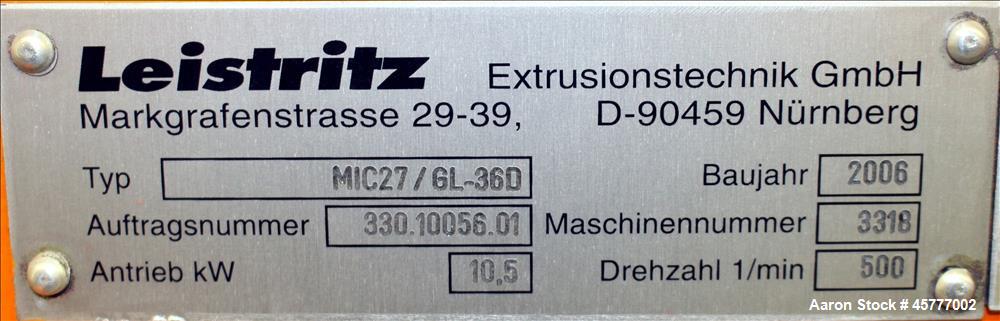 Leistritz Extrusionstechnik GmbH
Markgrafenstrasse 29-39, D-90459 Nürnberg
Typ MIC27/GL-36D Baujahr 2006
Auftragsnummer 330.10056.01 Maschinennummer 3318
Antrieb kW 10,5 Drehzahl 1/min 500
Aaron Stock # 45777002